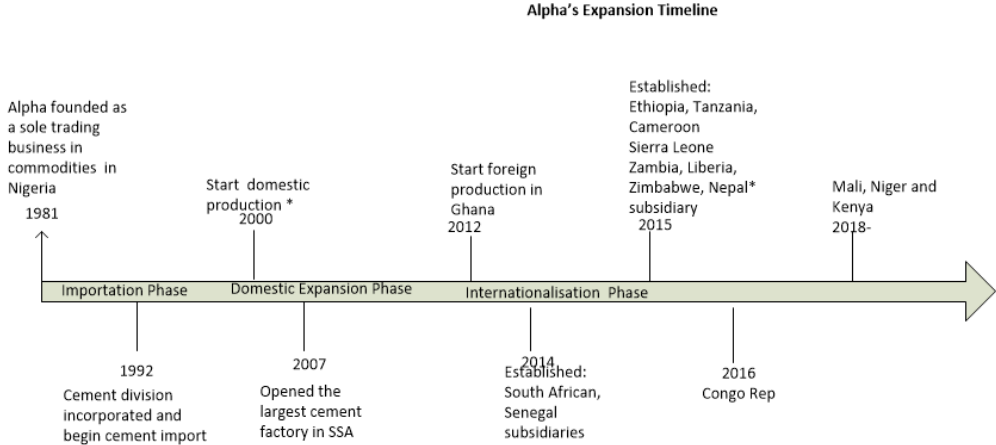 Alpha's Expansion Timeline
Alpha founded as
a sole trading
business in
commodities in
Nigeria
1981
Start domestic
production *
2000
Start foreign
production in
Ghana
2012
Established:
Ethiopia, Tanzania,
Cameroon
Sierra Leone
Zambia, Liberia,
Zimbabwe, Nepal*
subsidiary
2015
Mali, Niger and
Kenya
2018-
Importation Phase
Domestic Expansion Phase
Internationalisation Phase
1992
Cement division
incorporated and
begin cement import
2007
Opened the
largest cement
factory in SSA
2014
Established:
South African,
Senegal
subsidiaries
2016
Congo Rep